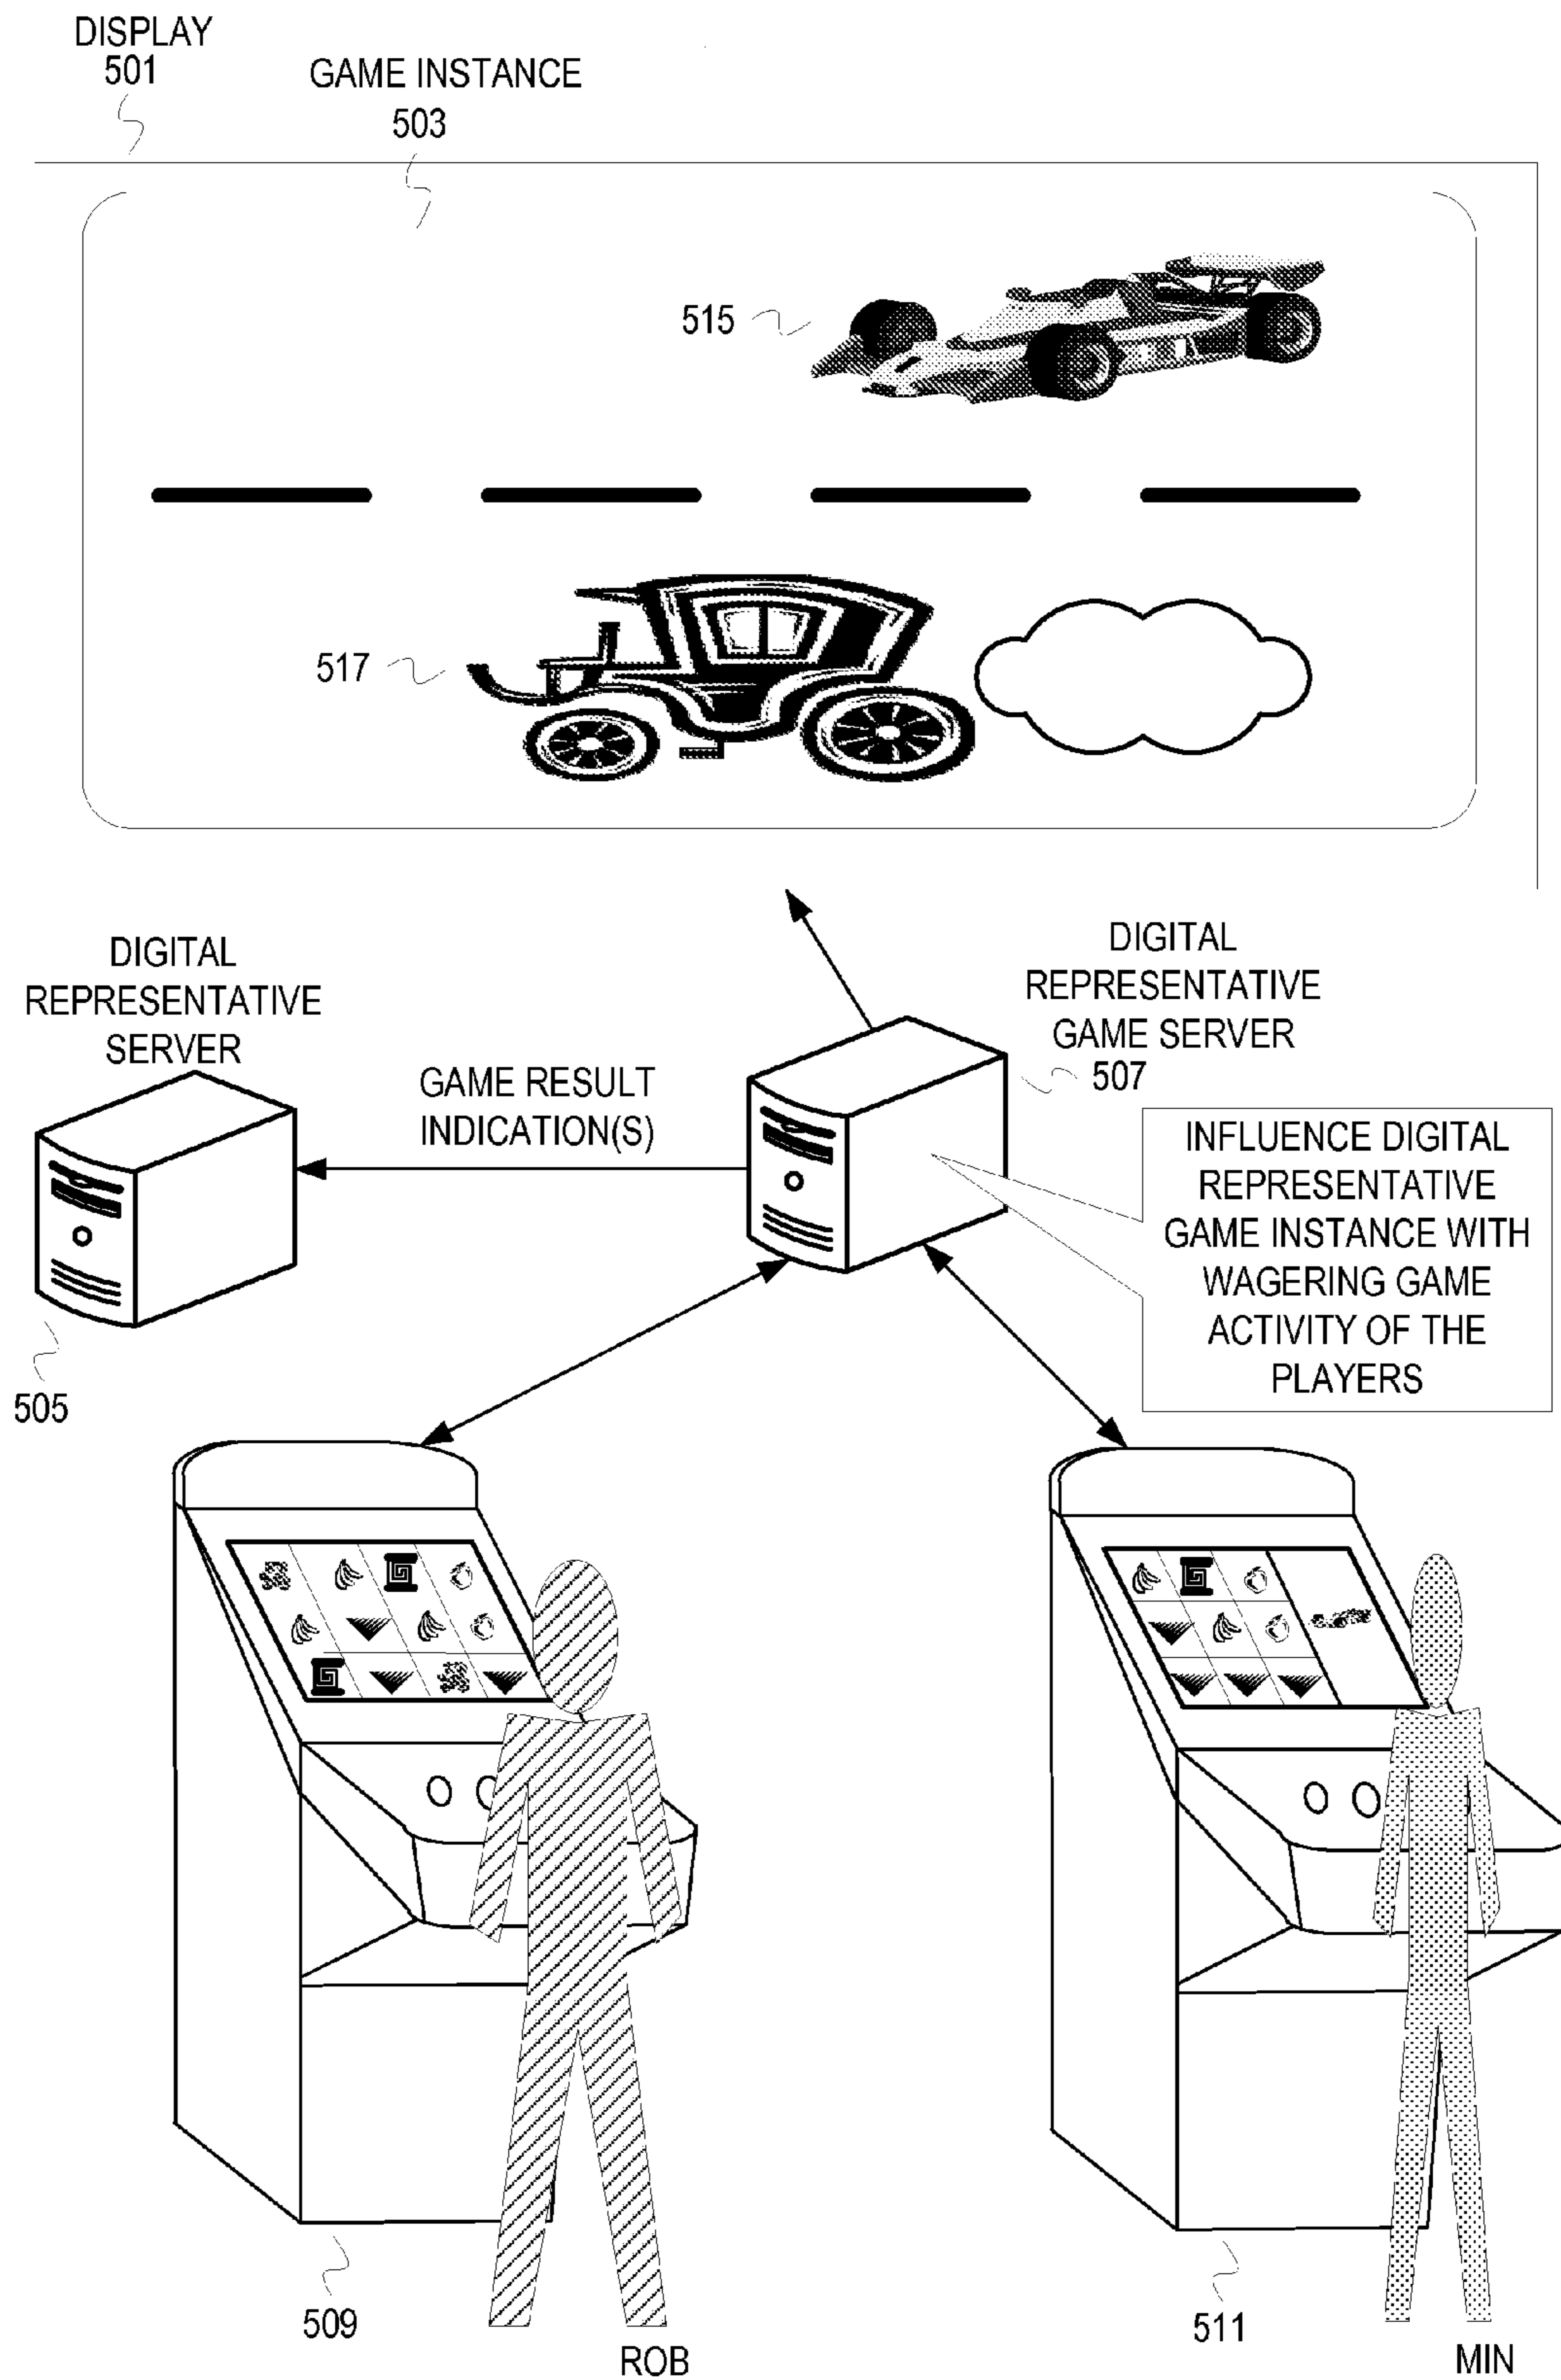 DISPLAY
501
GAME INSTANCE
503
515
517
DIGITAL
REPRESENTATIVE
SERVER
DIGITAL
REPRESENTATIVE
GAME SERVER
507
GAME RESULT
INDICATION(S)
INFLUENCE DIGITAL
REPRESENTATIVE
GAME INSTANCE WITH
WAGERING GAME
ACTIVITY OF THE
PLAYERS
505
509
ROB
511
MIN